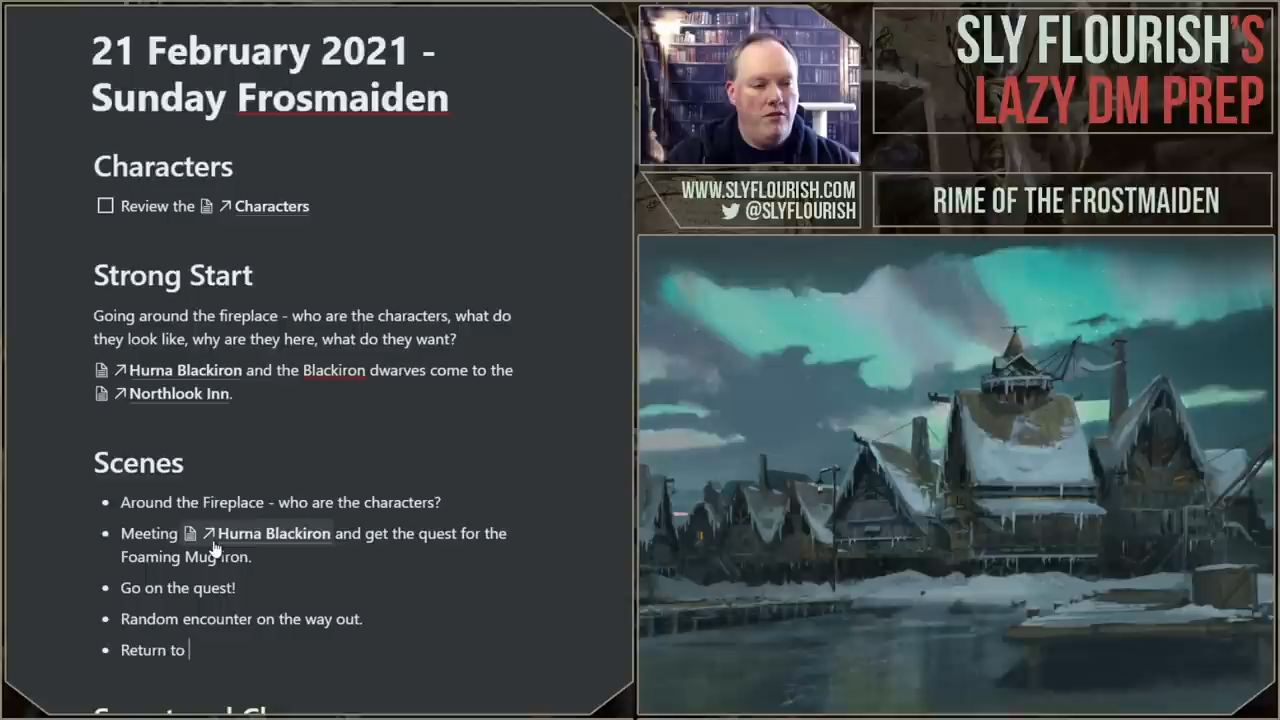 21 February 2021 -
Sunday Frosmaiden
Characters
Review the Characters
Strong Start
Going around the fireplace - who are the characters, what do
they look like, why are they here, what do they want?
Hurna Blackiron and the Blackiron dwarves come to the
Northlook Inn.
Scenes
Around the Fireplace - who are the characters?
Meeting Hurna Blackiron and get the quest for the
Foaming Mug iron.
Go on the quest!
Random encounter on the way out.
Return to
SLY FLOURISH'S
LAZY DM PREP
WWW.SLYFLOURISH.COM
@SLYFLOURISH
RIME OF THE FROSTMAIDEN